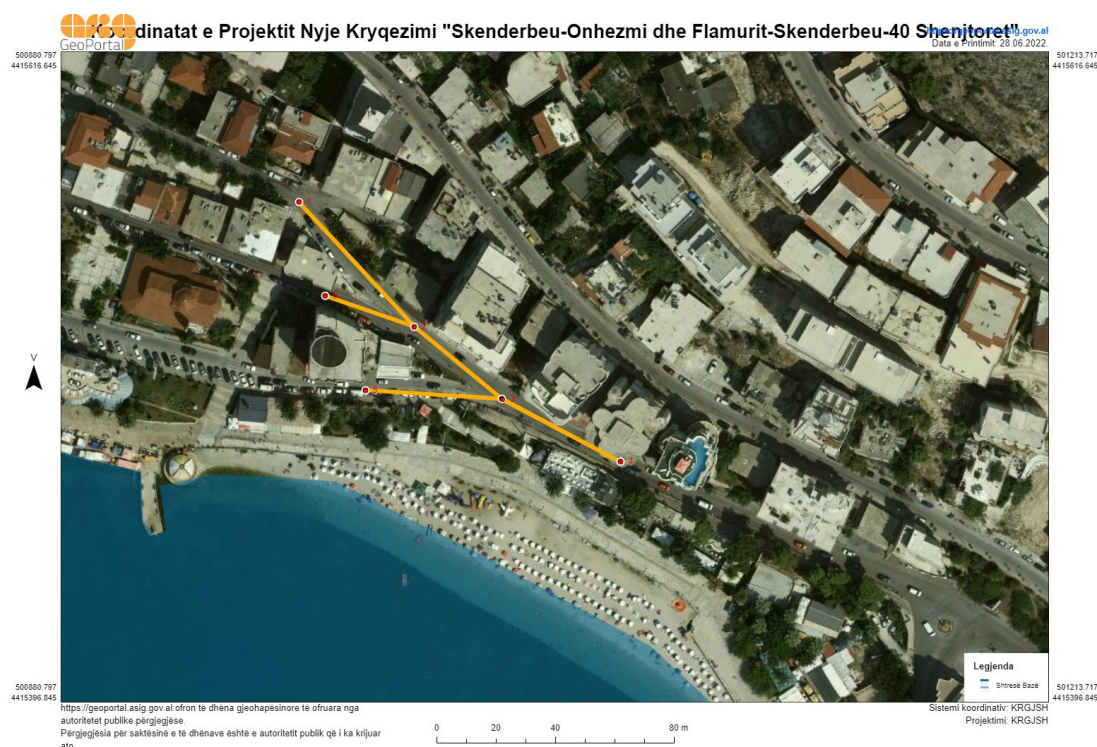 Koordinatat e Projektit Nyje Kryqezimi "Skenderbeu-Onhezmi dhe Flamurit-Skenderbeu-40 Shenjtoret"
GeoPortal
Data e Printimit: 28.06.2022.
500880.797
4415616.645
501213.717
4415616.645
V
500880.797
4415396.845
501213.717
4415396.845
Legjenda
Shtresë Bazë
https://geoportal.asig.gov.al:ofron të dhëna gjeohapësinore të ofruara nga
autoritetet publike përgjegjëse.
Përgjegjësia për saktësinë e të dhënave është e autoritetit publik që i ka krijuar
ato
0 20 40 80 m
Sistemi koordinativ: KRGJSH
Projektimi: KRGJSH